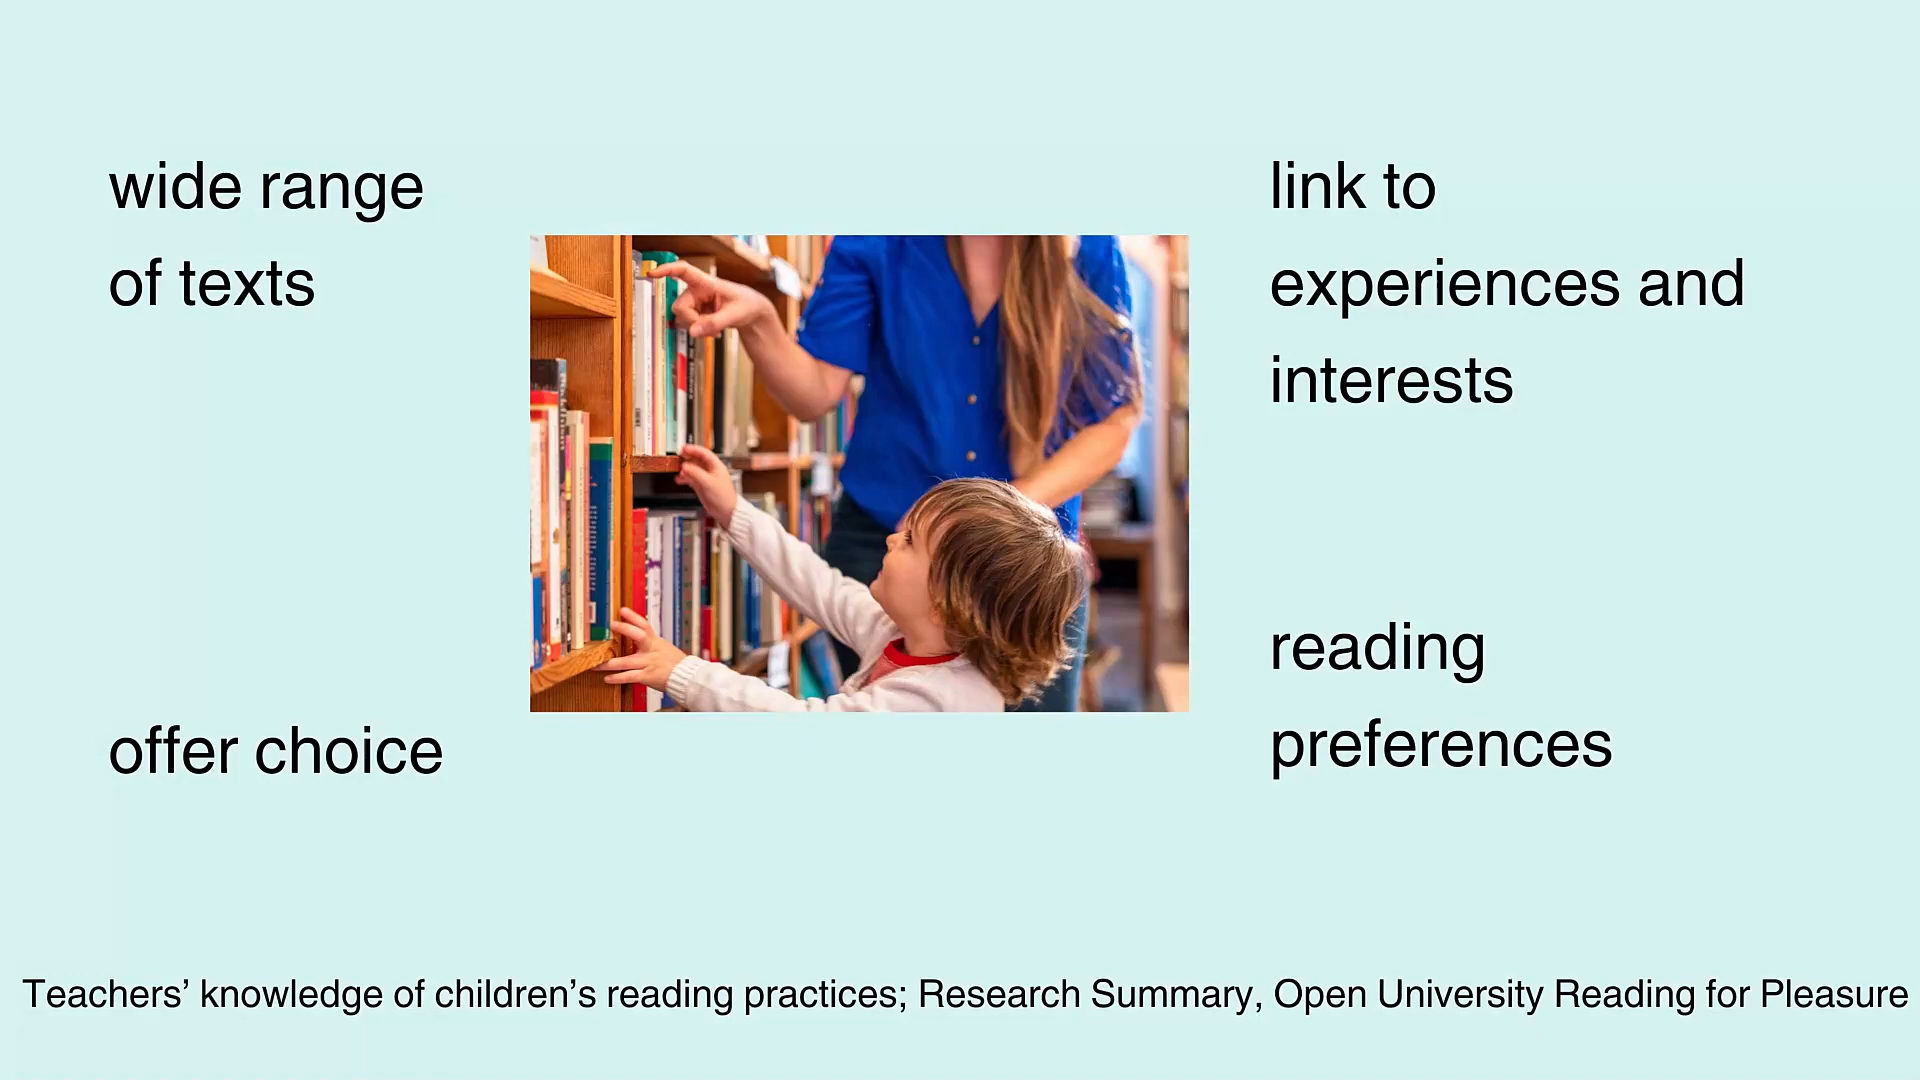 wide range
of texts
offer choice
link to
experiences and
interests
reading
preferences
Teachers’ knowledge of children’s reading practices; Research Summary, Open University Reading for Pleasure